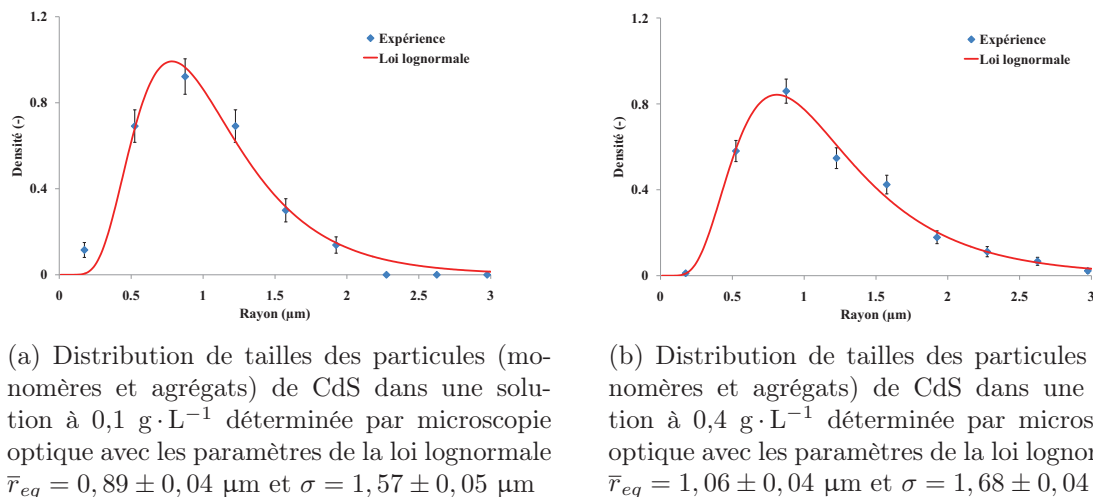 1.2
0.8
0.4
0
0 0.5 1 1.5 2 2.5 3
Densité (-)
Rayon (µm)
Expérience
Loi lognormale
(a) Distribution de tailles des particules (mo-
nomères et agrégats) de CdS dans une solu-
tion à 0,1 g·L⁻¹ déterminée par microscopie
optique avec les paramètres de la loi lognormale
r̅eq = 0,89 ± 0,04 µm et σ = 1,57 ± 0,05 µm
1.2
0.8
0.4
0
0 0.5 1 1.5 2 2.5 3
Densité (-)
Rayon (µm)
Expérience
Loi lognormale
(b) Distribution de tailles des particules
nomères et agrégats) de CdS dans une
tion à 0,4 g·L⁻¹ déterminée par micros
optique avec les paramètres de la loi lognor
r̅eq = 1,06 ± 0,04 µm et σ = 1,68 ± 0,04